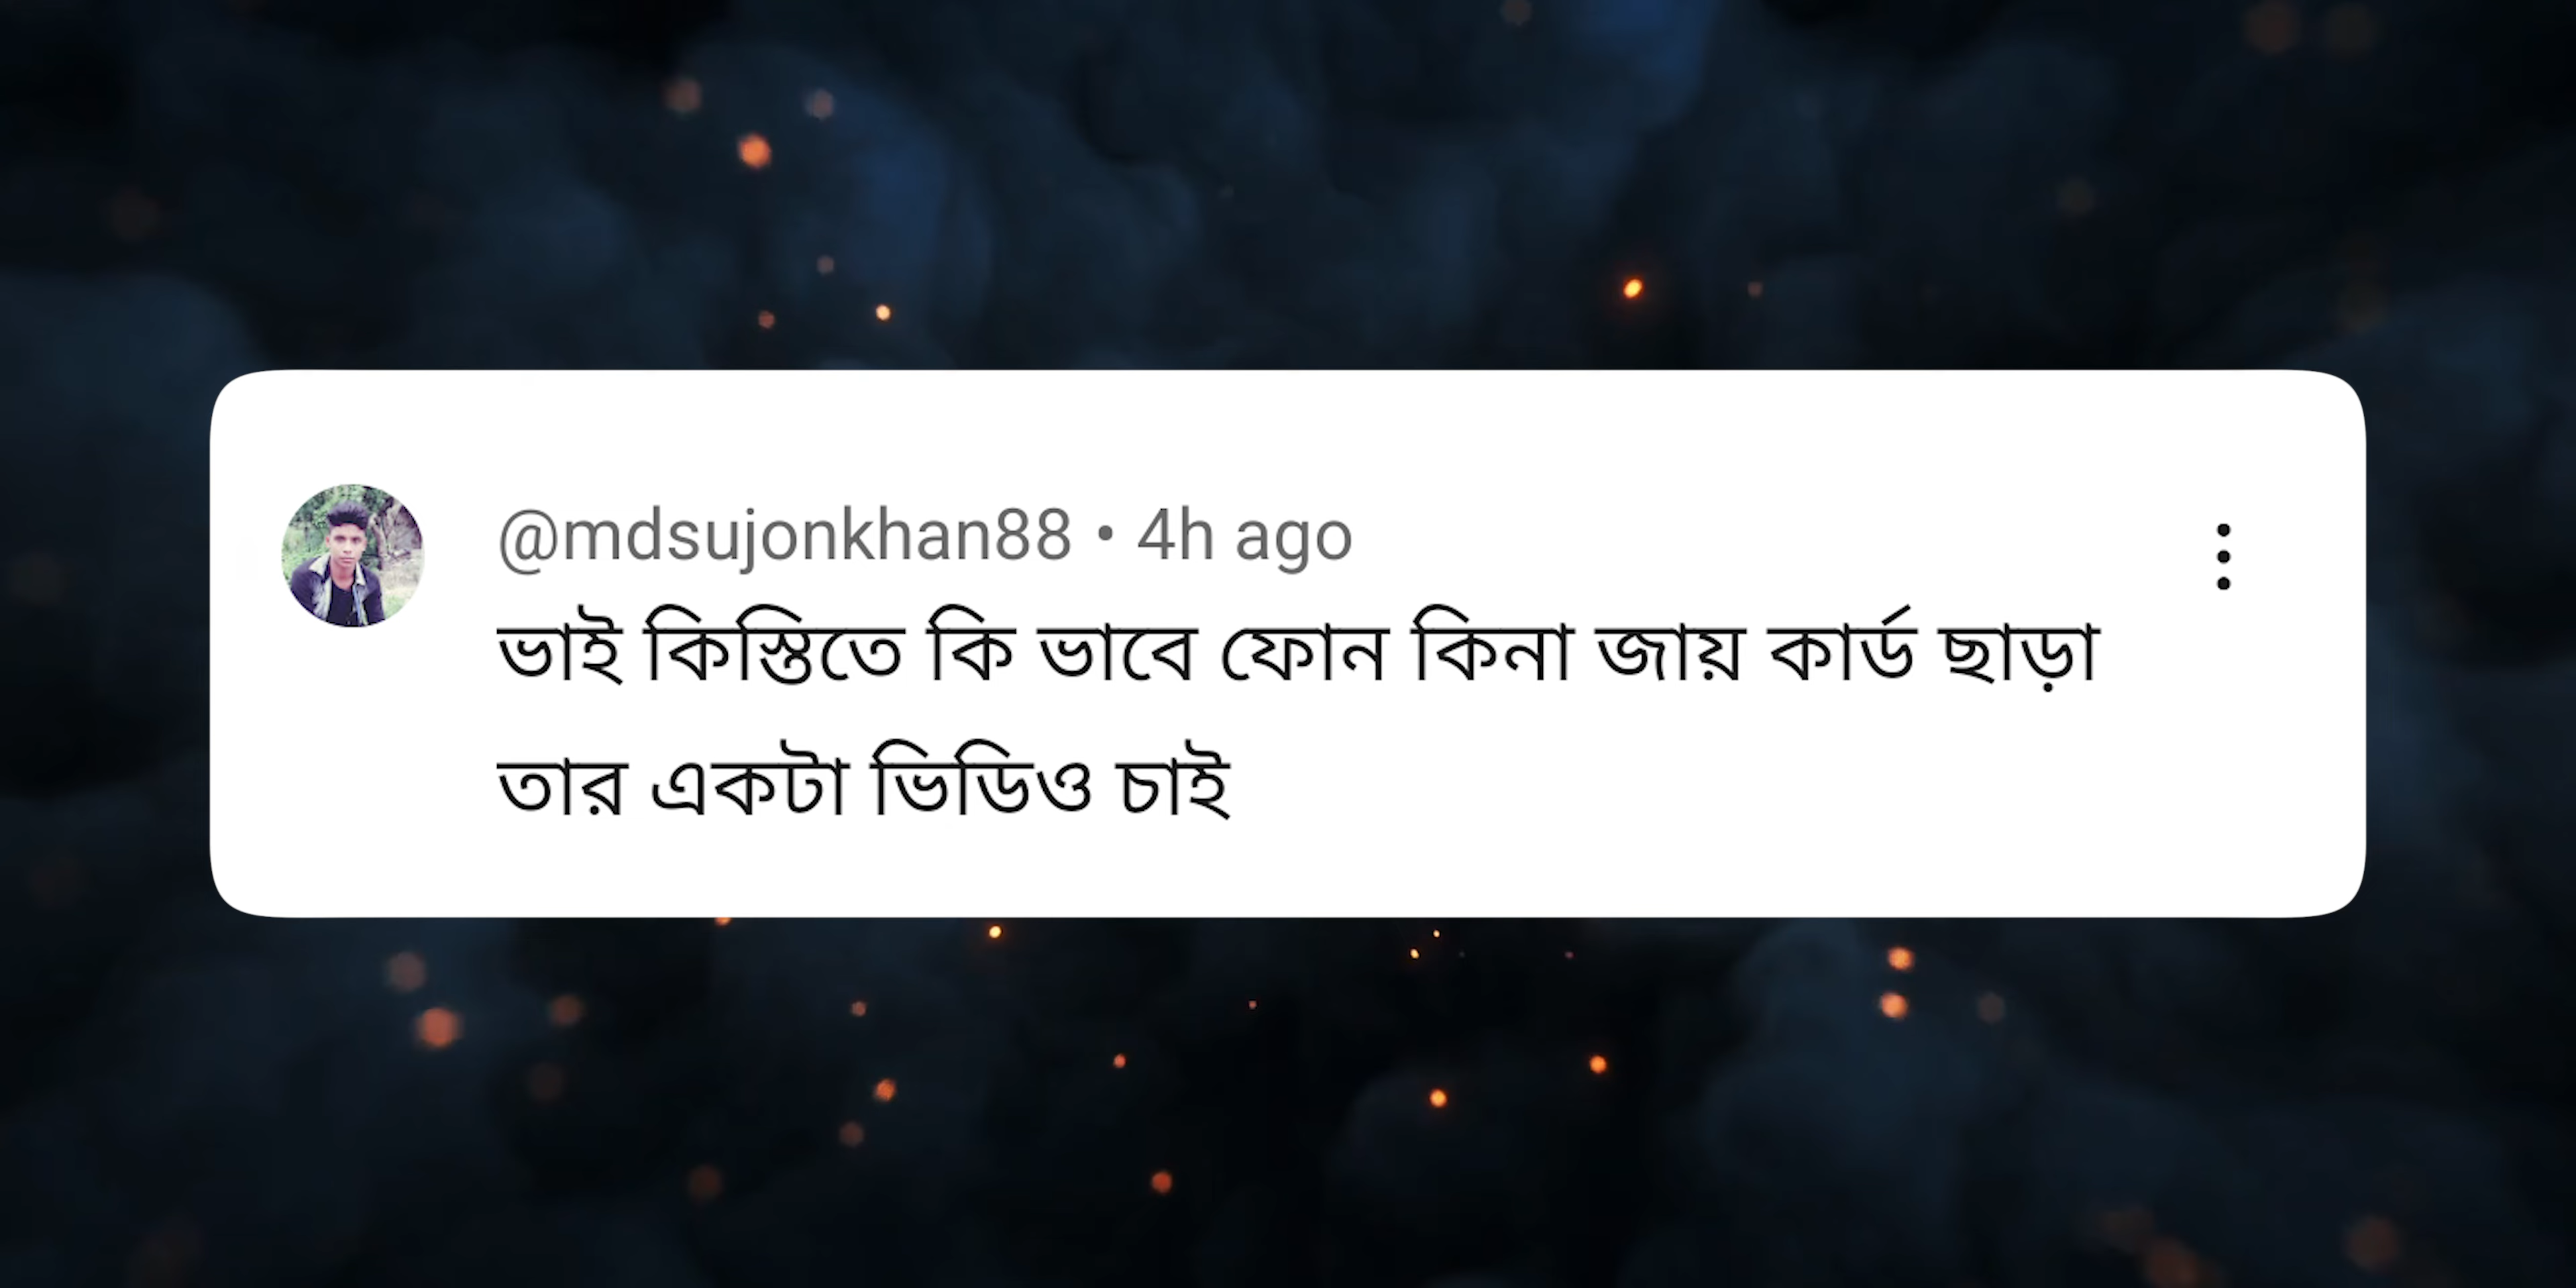 @mdsujonkhan88 • 4h ago
ভাই কিস্তিতে কি ভাবে ফোন কিনা জায় কার্ড ছাড়া
তার একটা ভিডিও চাই